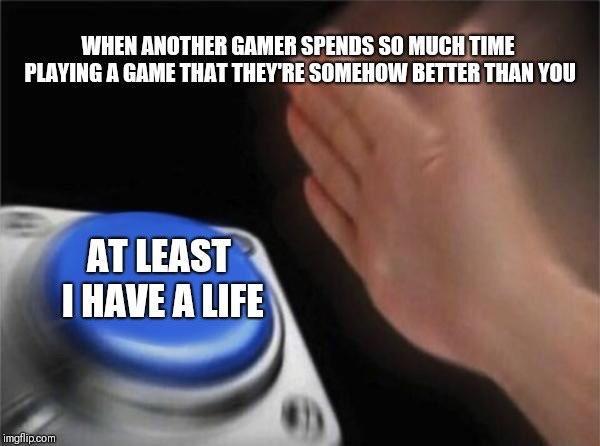 WHEN ANOTHER GAMER SPENDS SO MUCH TIME
PLAYING A GAME THAT THEY'RE SOMEHOW BETTER THAN YOU
AT LEAST
I HAVE A LIFE
imgflip.com